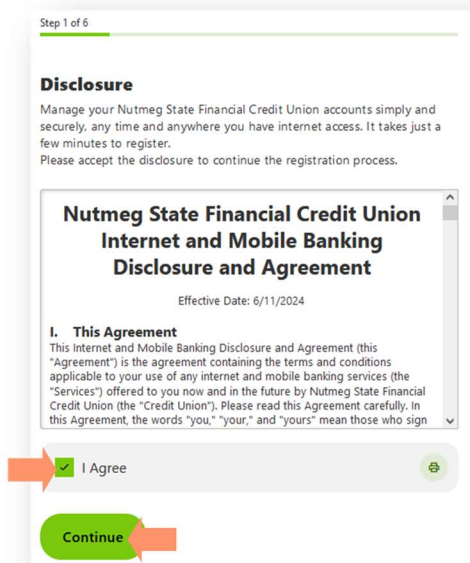 Step 1 of 6
Disclosure
Manage your Nutmeg State Financial Credit Union accounts simply and
securely, any time and anywhere you have internet access. It takes just a
few minutes to register.
Please accept the disclosure to continue the registration process.
Nutmeg State Financial Credit Union
Internet and Mobile Banking
Disclosure and Agreement
Effective Date: 6/11/2024
I. This Agreement
This Internet and Mobile Banking Disclosure and Agreement (this
"Agreement") is the agreement containing the terms and conditions
applicable to your use of any internet and mobile banking services (the
"Services") offered to you now and in the future by Nutmeg State Financial
Credit Union (the "Credit Union"). Please read this Agreement carefully. In
this Agreement, the words "you," "your," and "yours" mean those who sign
I Agree
Continue